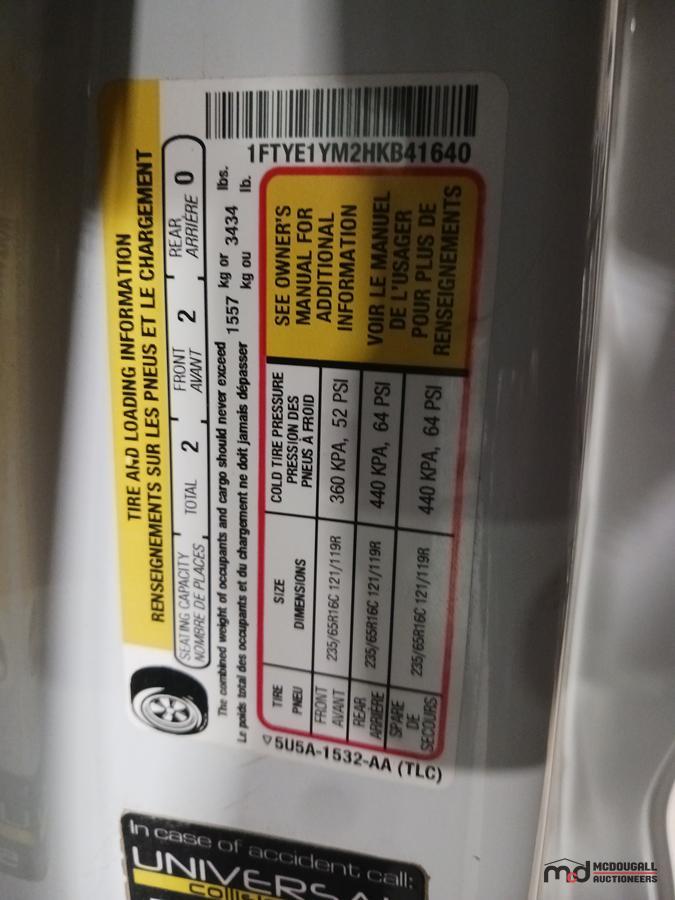 TIRE AND LOADING INFORMATION
RENSEIGNEMENTS SUR LES PNEUS ET LE CHARGEMENT
SEATING CAPACITY TOTAL 2 FRONT 2 REAR 0
NOMBRE DE PLACES AVANT ARRIÈRE
The combined weight of occupants and cargo should never exceed 1557 kg or 3434 lbs.
Le poids total des occupants et du chargement ne doit jamais dépasser kg ou lb.
1FTYE1YM2HKB41640
TIRE SIZE COLD TIRE PRESSURE
PNEU DIMENSIONS PRESSION DES
PNEUS À FROID
FRONT
AVANT 235/65R16C 121/119R 360 KPA, 52 PSI
REAR
ARRIÈRE 235/65R16C 121/119R 440 KPA, 64 PSI
SPARE
DE
SECOURS 235/65R16C 121/119R 440 KPA, 64 PSI
SEE OWNER'S
MANUAL FOR
ADDITIONAL
INFORMATION
VOIR LE MANUEL
DE L'USAGER
POUR PLUS DE
RENSEIGNEMENTS
5U5A-1532-AA (TLC)
In case of accident call:
MCDOUGALL
AUCTIONEERS